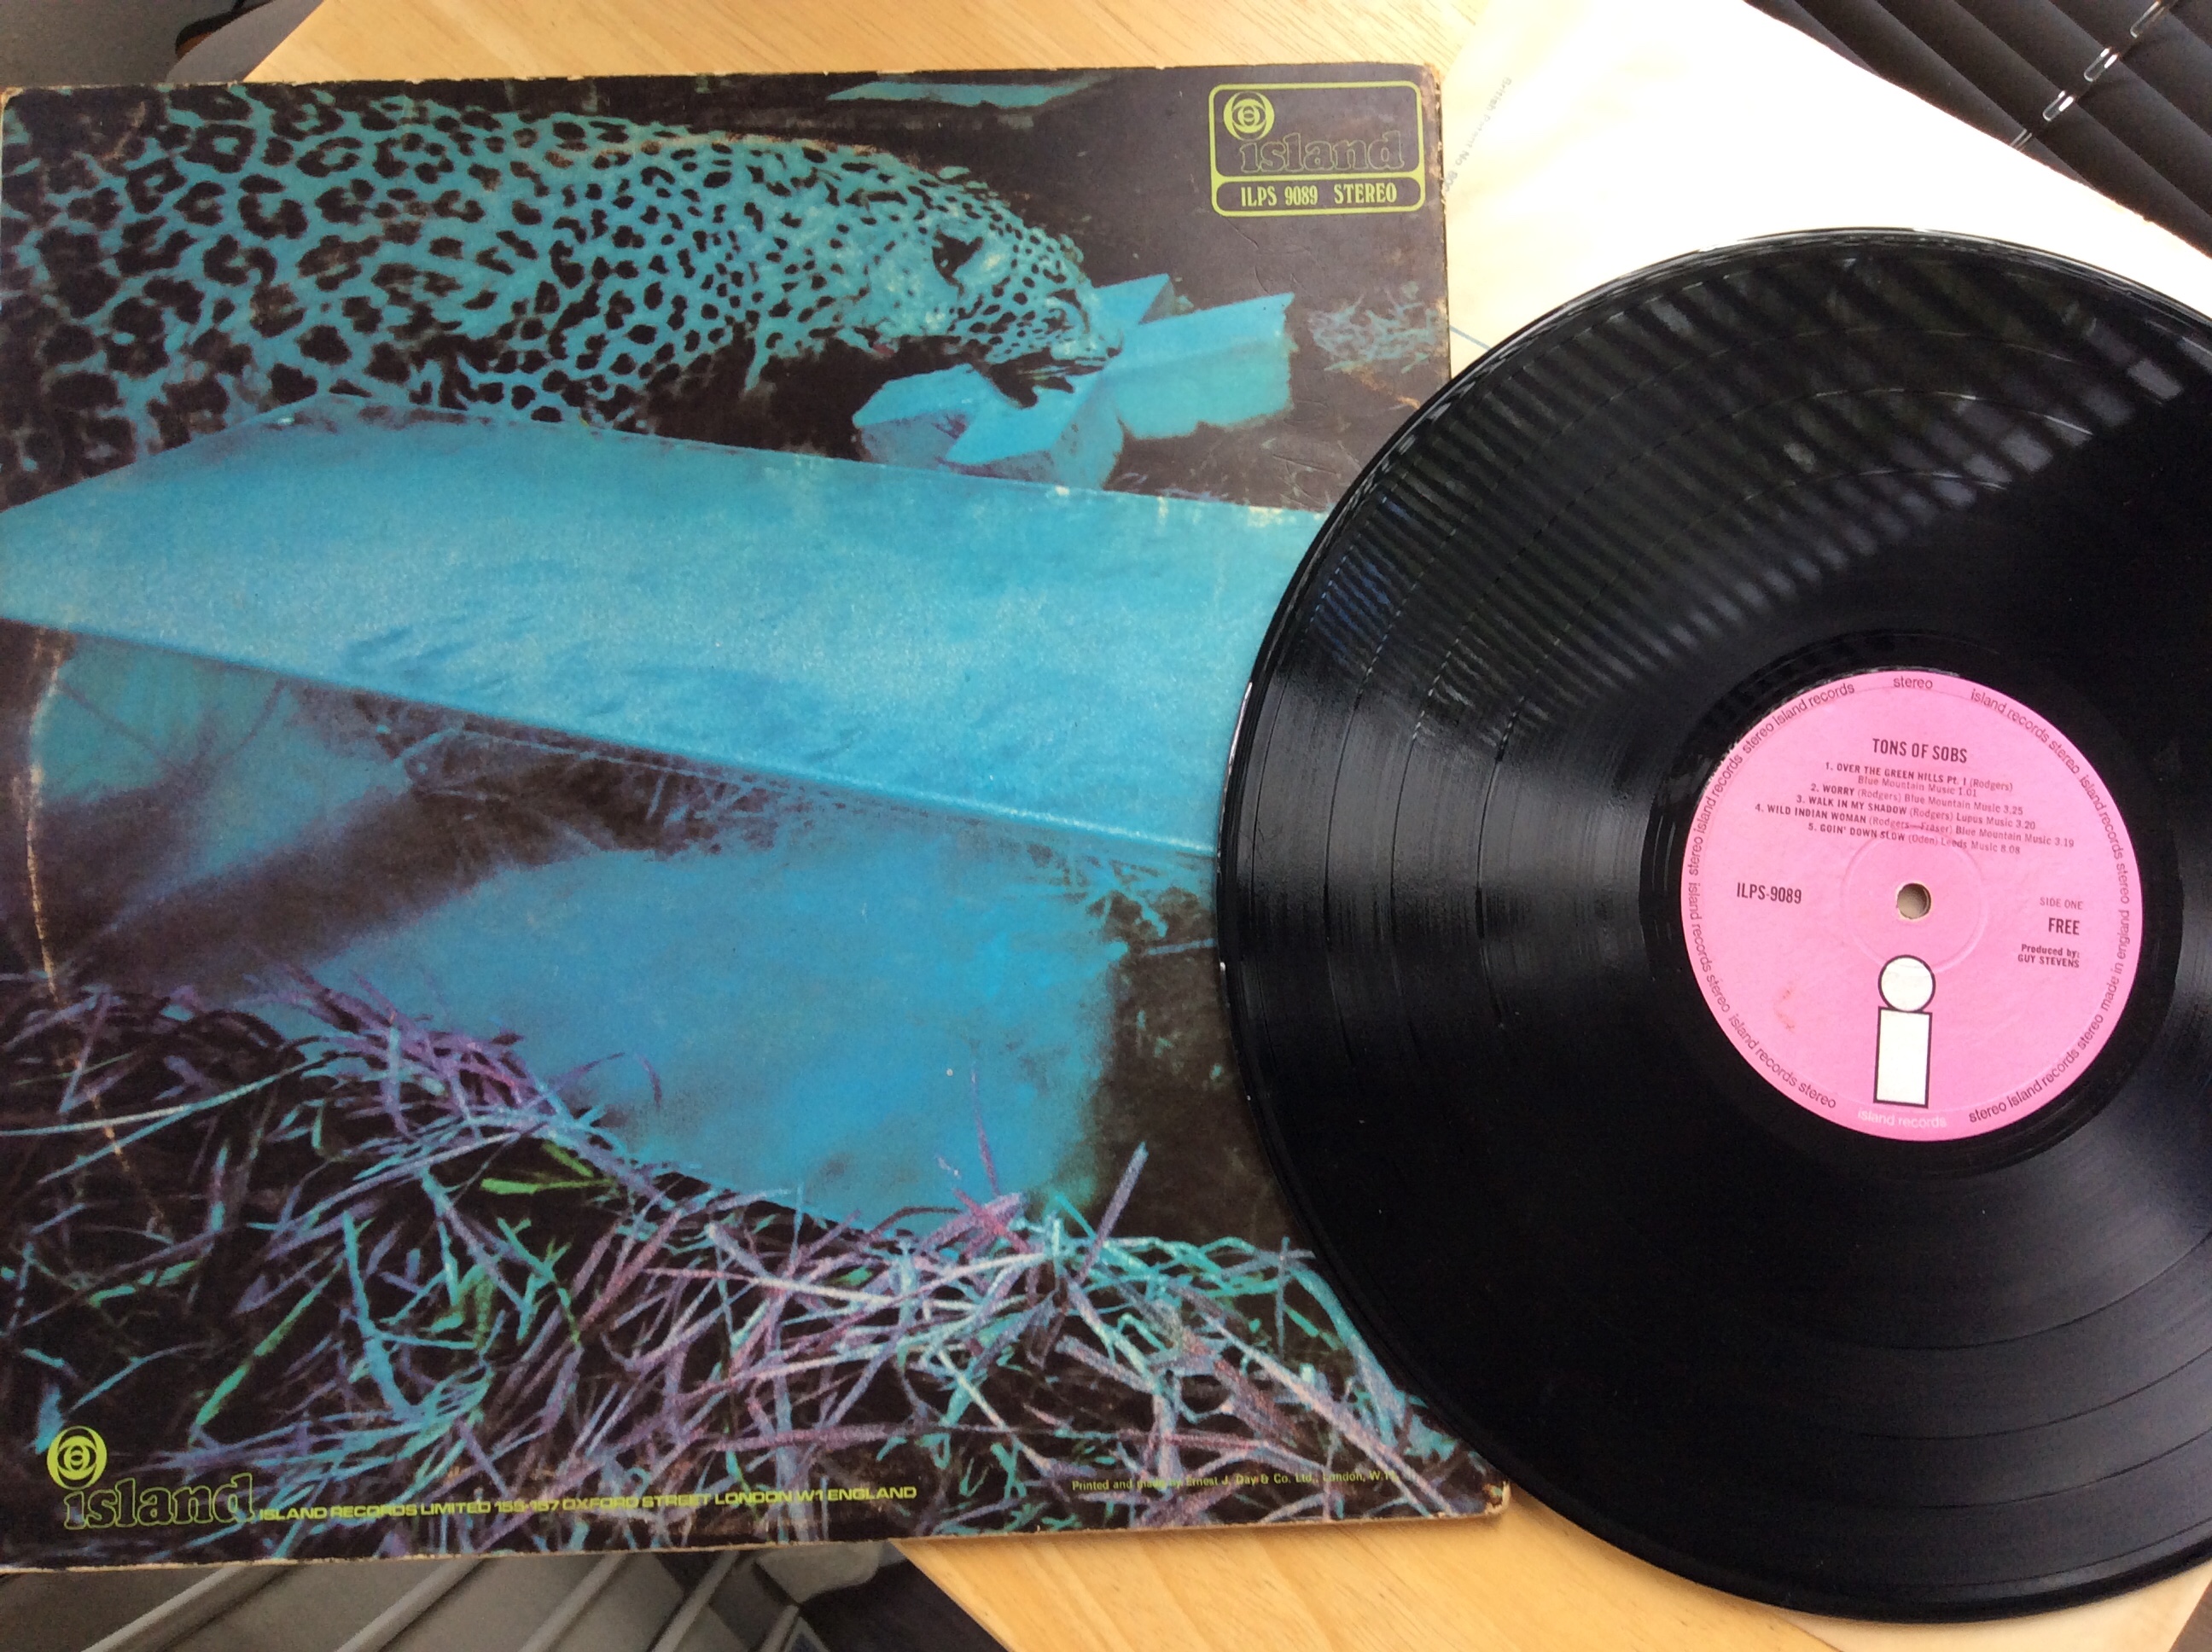 island
ILPS 9089 STEREO
British Patent No.
island
ISLAND RECORDS LIMITED 155-157 OXFORD STREET LONDON W1 ENGLAND
Printed and made by Ernest J. Day & Co. Ltd., London, W.1.
stereo island records stereo island records stereo island records stereo made in england
stereo island records stereo island records stereo island records stereo island records stereo
TONS OF SOBS
1. OVER THE GREEN HILLS Pt. I (Rodgers)
Blue Mountain Music 1.01
2. WORRY (Rodgers) Blue Mountain Music 3.25
3. WALK IN MY SHADOW (Rodgers) Lupus Music 3.20
4. WILD INDIAN WOMAN (Rodgers—Fraser) Blue Mountain Music 3.19
5. GOIN' DOWN SLOW (Oden) Leeds Music 8.08
ILPS-9089
SIDE ONE
FREE
Produced by:
GUY STEVENS
island records